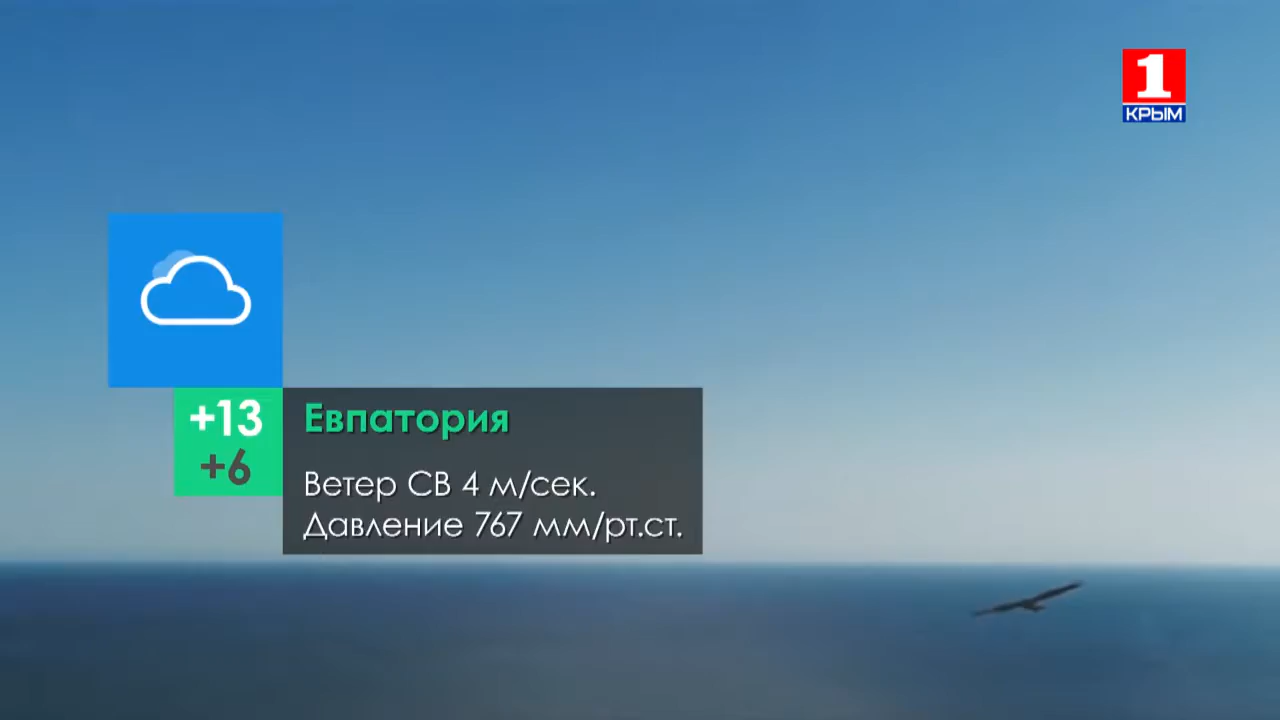 1
КРЫМ
+13
+6
Евпатория
Ветер СВ 4 м/сек.
Давление 767 мм/рт.ст.